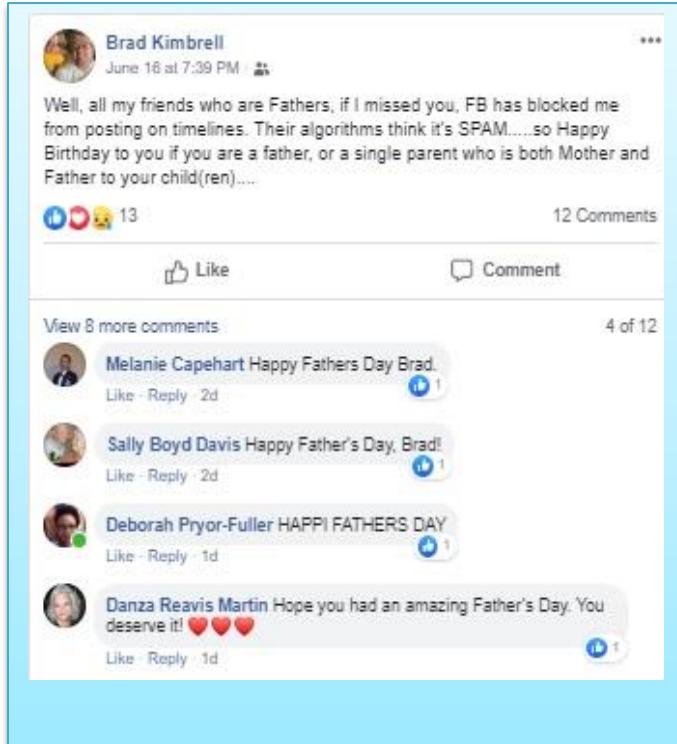 Brad Kimbrell
June 16 at 7:39 PM
Well, all my friends who are Fathers, if I missed you, FB has blocked me
from posting on timelines. Their algorithms think it's SPAM.....so Happy
Birthday to you if you are a father, or a single parent who is both Mother and
Father to your child(ren)....
13
12 Comments
Like
Comment
View 8 more comments
4 of 12
Melanie Capehart Happy Fathers Day Brad.
1
Like · Reply · 2d
Sally Boyd Davis Happy Father's Day, Brad!
1
Like · Reply · 2d
Deborah Pryor-Fuller HAPPI FATHERS DAY
1
Like · Reply · 1d
Danza Reavis Martin Hope you had an amazing Father's Day. You
deserve it! ❤️❤️❤️
1
Like · Reply · 1d